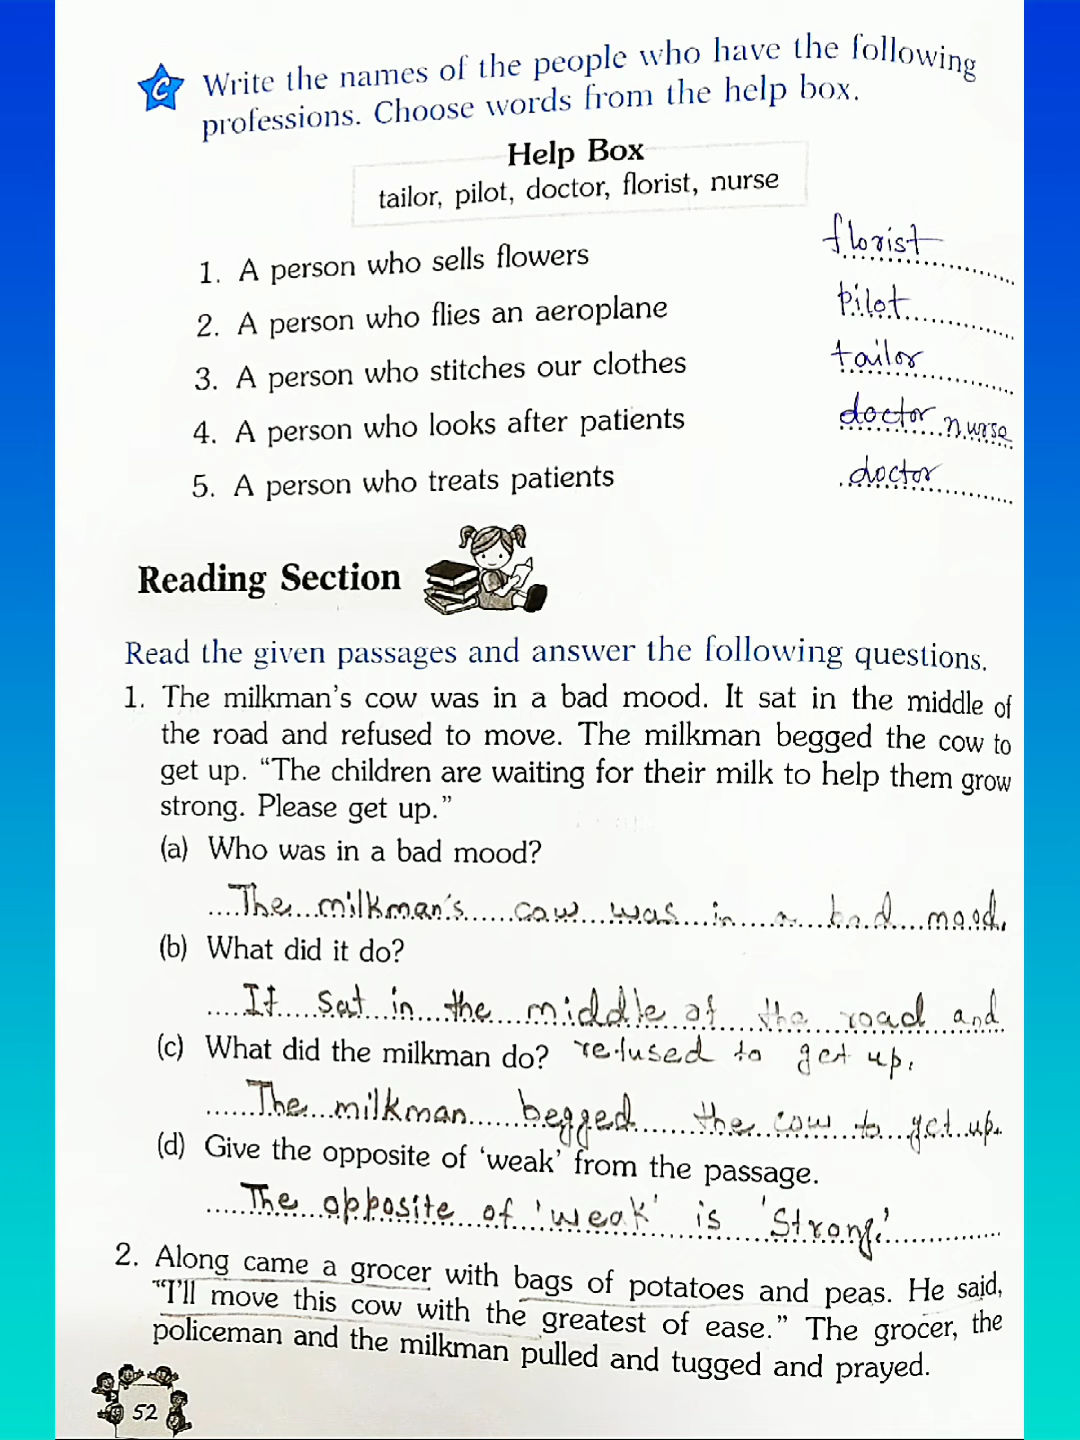 C Write the names of the people who have the following
professions. Choose words from the help box.
Help Box
tailor, pilot, doctor, florist, nurse
1. A person who sells flowers florist
2. A person who flies an aeroplane pilot
3. A person who stitches our clothes tailor
4. A person who looks after patients doctor nurse
5. A person who treats patients doctor
Reading Section
Read the given passages and answer the following questions.
1. The milkman's cow was in a bad mood. It sat in the middle of
the road and refused to move. The milkman begged the cow to
get up. “The children are waiting for their milk to help them grow
strong. Please get up.”
(a) Who was in a bad mood?
The milkman's cow was in a bad mood.
(b) What did it do?
It sat in the middle of the road and
(c) What did the milkman do? refused to get up.
The milkman begged the cow to get up.
(d) Give the opposite of ‘weak’ from the passage.
The opposite of 'weak' is 'Strong.'
2. Along came a grocer with bags of potatoes and peas. He said,
“I'll move this cow with the greatest of ease.” The grocer, the
policeman and the milkman pulled and tugged and prayed.
52